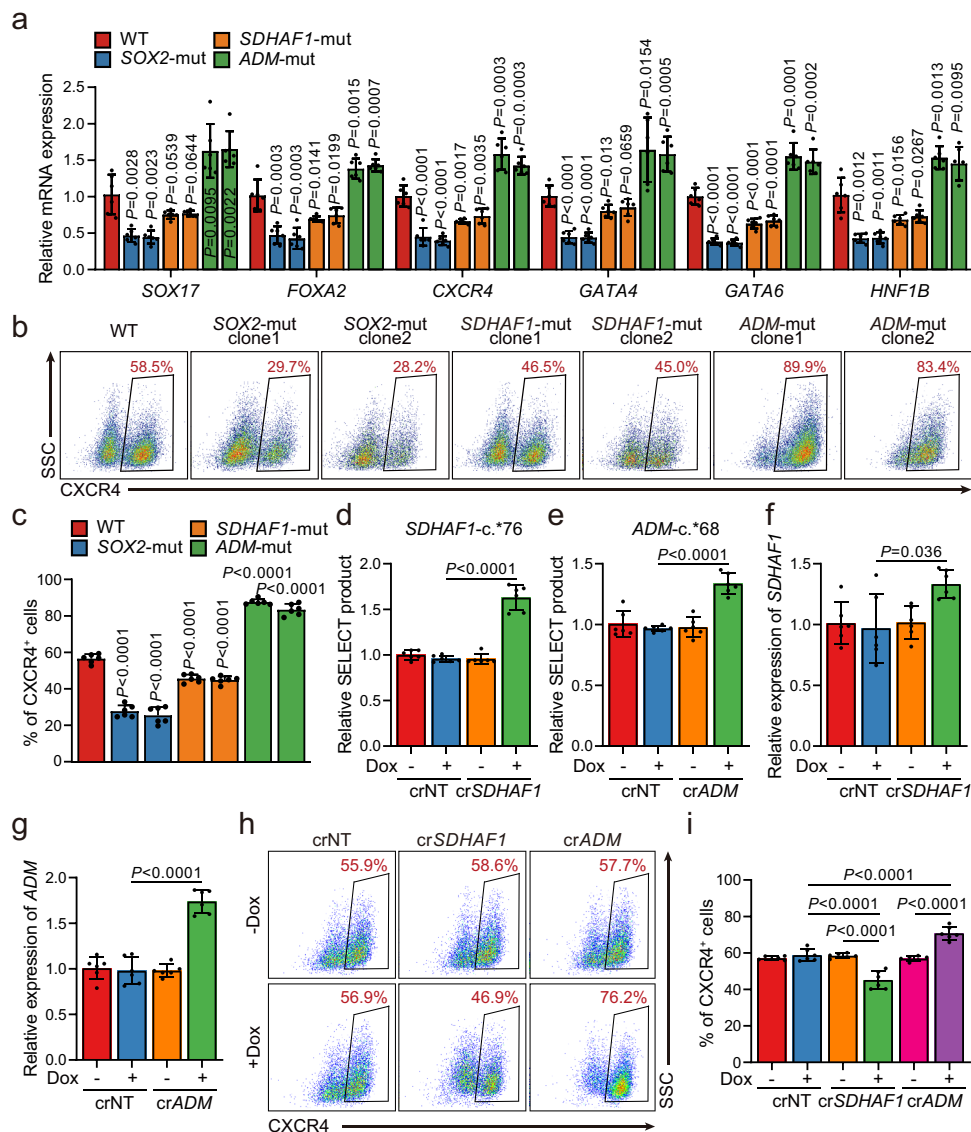 a
WT
SDHAF1-mut
SOX2-mut
ADM-mut
Relative mRNA expression
2.5
2.0
1.5
1.0
0.5
0.0
P=0.0028
P=0.0023
P=0.0539
P=0.0644
P=0.0095
P=0.0022
P=0.0003
P=0.0003
P=0.0141
P=0.0199
P=0.0015
P=0.0007
P<0.0001
P<0.0001
P=0.0017
P=0.0035
P=0.0003
P=0.0003
P<0.0001
P<0.0001
P=0.013
P=0.0659
P=0.0154
P=0.0005
P<0.0001
P<0.0001
P=0.0001
P=0.0001
P=0.0001
P=0.0002
P=0.0012
P=0.0011
P=0.0156
P=0.0267
P=0.0013
P=0.0095
SOX17 FOXA2 CXCR4 GATA4 GATA6 HNF1B
b
WT
SOX2-mut clone1
SOX2-mut clone2
SDHAF1-mut clone1
SDHAF1-mut clone2
ADM-mut clone1
ADM-mut clone2
58.5% 29.7% 28.2% 46.5% 45.0% 89.9% 83.4%
SSC
CXCR4
c
WT
SDHAF1-mut
SOX2-mut
ADM-mut
% of CXCR4+ cells
100
80
60
40
20
0
P<0.0001
P<0.0001
P<0.0001
P<0.0001
P<0.0001
P<0.0001
d
SDHAF1-c.*76
Relative SELECT product
2.0
1.5
1.0
0.0
P<0.0001
Dox - + - +
crNT crSDHAF1
e
ADM-c.*68
Relative SELECT product
2.0
1.5
1.0
0.0
P<0.0001
Dox - + - +
crNT crADM
f
Relative expression of SDHAF1
2.0
1.5
1.0
0.0
P=0.036
Dox - + - +
crNT crSDHAF1
g
Relative expression of ADM
2.0
1.5
1.0
0.0
P<0.0001
Dox - + - +
crNT crADM
h
crNT crSDHAF1 crADM
-Dox
55.9% 58.6% 57.7%
+Dox
56.9% 46.9% 76.2%
SSC
CXCR4
i
% of CXCR4+ cells
100
80
60
40
20
0
P<0.0001
P<0.0001
P<0.0001
P<0.0001
Dox - + - + - +
crNT crSDHAF1 crADM